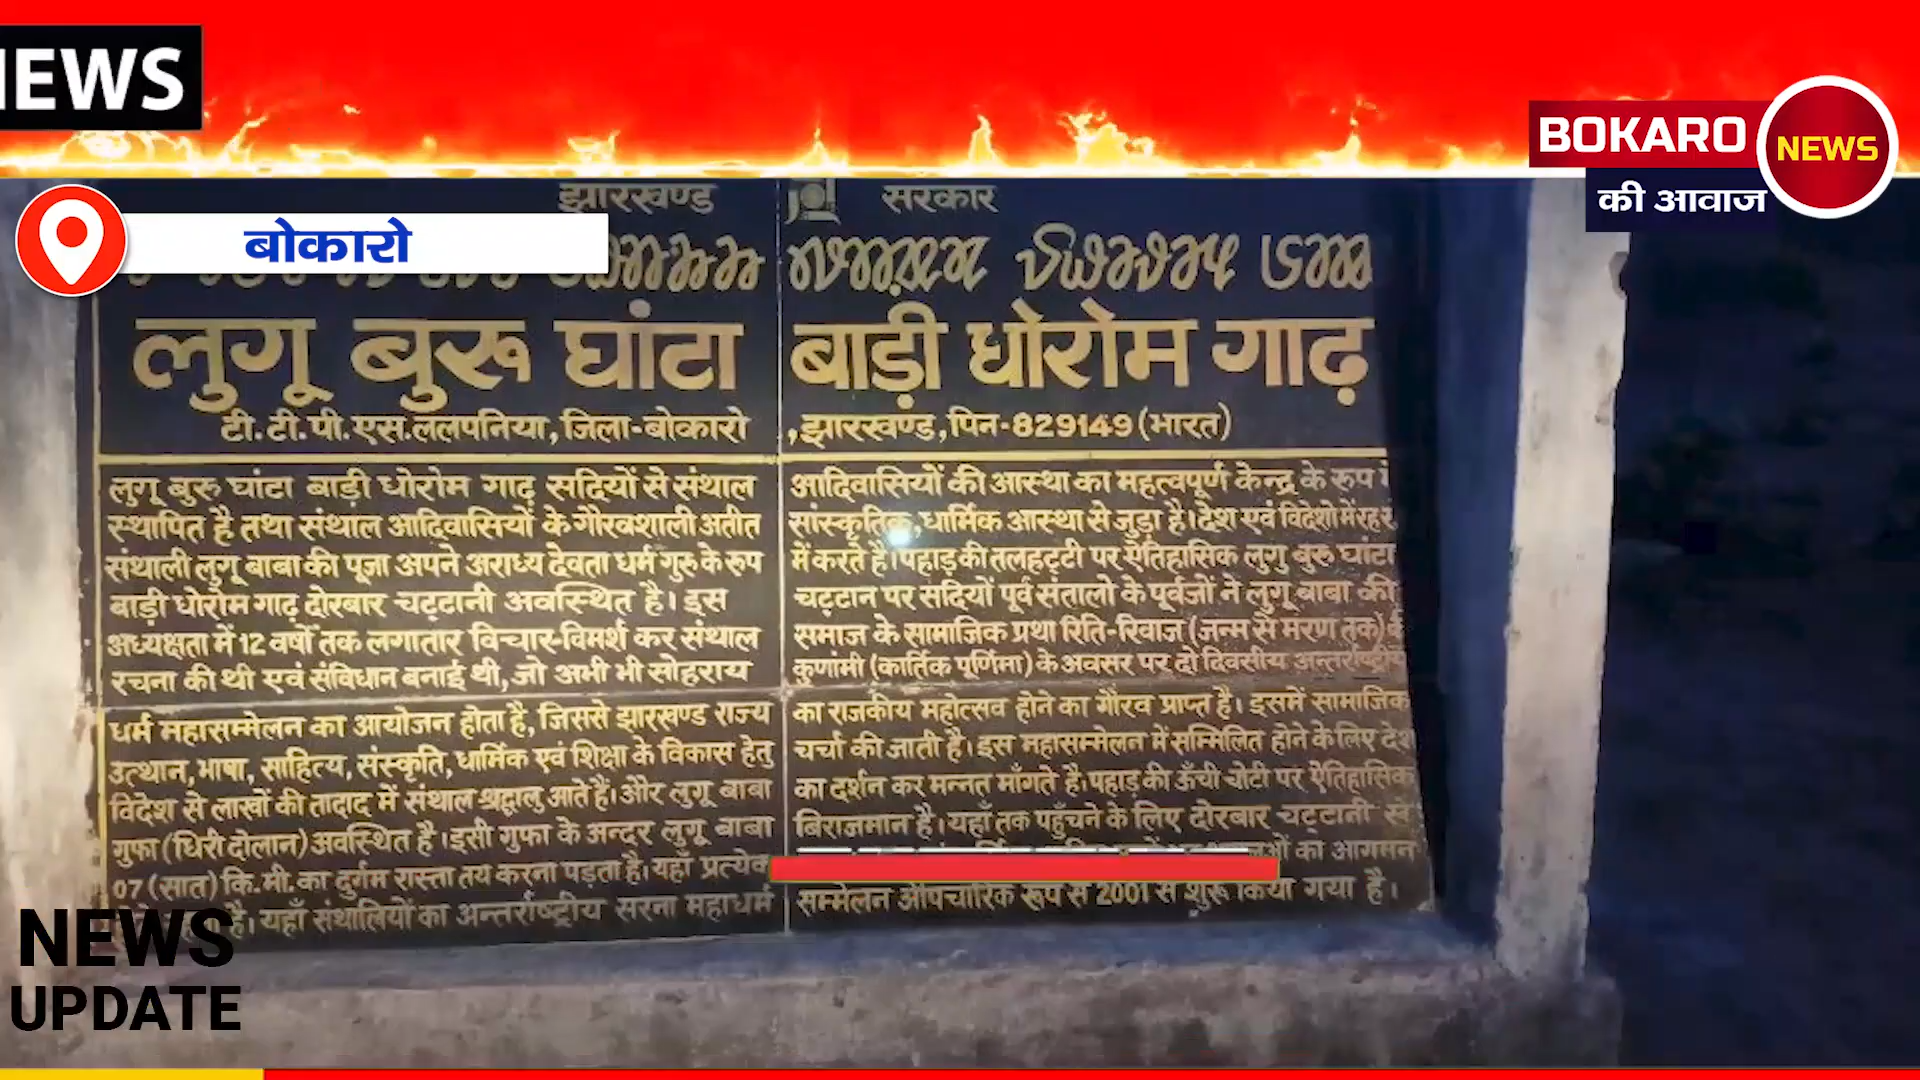 NEWS
BOKARO
NEWS
की आवाज
बोकारो
झारखण्ड सरकार
लुगू बुरू घांटा बाड़ी धोरोम गाढ़
टी.टी.पी.एस.ललपनिया,जिला-बोकारो ,झारखण्ड,पिन-829149(भारत)
लुगू बुरू घांटा बाड़ी धोरोम गाढ़ सदियों से संथाल आदिवासियों की आस्था का महत्वपूर्ण केन्द्र के रूप में
स्थापित है तथा संथाल आदिवासियों के गौरवशाली अतीत सांस्कृतिक,धार्मिक आस्था से जुड़ा है।देश एवं विदेशो में
संथाली लुगू बाबा की पूजा अपने अराध्य देवता धर्म गुरू के रूप में करते है।पहाड़ की तलहट्टी पर ऐतिहासिक लुगु बुरू घांटा
बाड़ी धोरोम गाढ़ दोरबार चट्टानी अवस्थित है। इस चट्टान पर सदियों पूर्व संतालो के पूर्वजों ने लुगू बाबा की
अध्यक्षता में 12 वर्षो तक लगातार विचार-विमर्श कर संथाल समाज के सामाजिक प्रथा रिति-रिवाज (जन्म से मरण तक)
रचना की थी एवं संविधान बनाई थी,जो अभी भी सोहराय कुणांमी (कार्तिक पूर्णिमा) के अवसर पर दो दिवसीय अन्तर्राष्ट्रीय
धर्म महासम्मेलन का आयोजन होता है,जिससे झारखण्ड राज्य का राजकीय महोत्सव होने का गौरव प्राप्त है। इसमें सामाजिक
उत्थान,भाषा, साहित्य,संस्कृति,धार्मिक एवं शिक्षा के विकास हेतु चर्चा की जाती है। इस महासम्मेलन में सम्मिलित होने के लिए देश
विदेश से लाखों की तादाद में संथाल श्रद्धालु आते हैं।और लुगू बाबा का दर्शन कर मन्नत माँगते है।पहाड़ की ऊँची चोटी पर ऐतिहासिक
गुफा (धिरी दोलान) अवस्थित है।इसी गुफा के अन्दर लुगू बाबा बिराजमान है। यहाँ तक पहुँचने के लिए दोरबार चट्टानी से
07 (सात) कि.मी.का दुर्गम रास्ता तय करना पड़ता है।यहाँ प्रत्येक का आगमन
है। यहाँ संथालियों का अन्तर्राष्ट्रीय सरना महाधर्म सम्मेलन औपचारिक रूप से 2001 से शुरू किया गया है।
NEWS
UPDATE